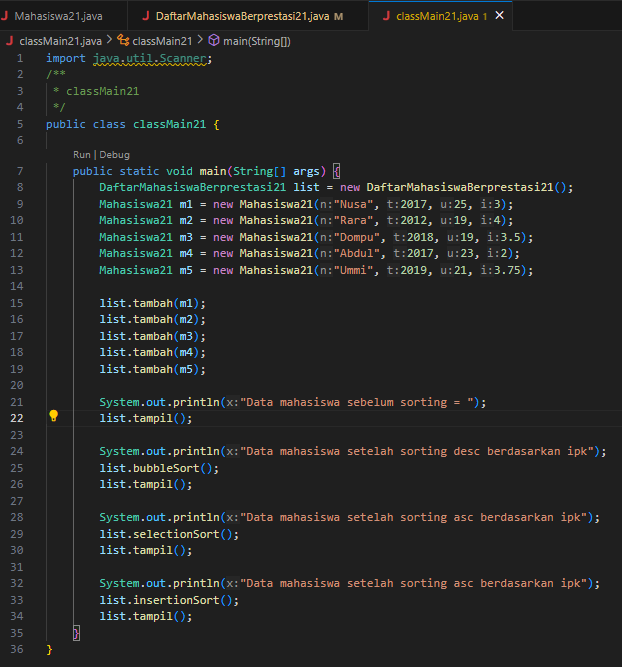 Mahasiswa21.java DaftarMahasiswaBerprestasi21.java M classMain21.java 1
classMain21.java > classMain21 > main(String[])
1 import java.util.Scanner;
2 /**
3 * classMain21
4 */
5 public class classMain21 {
6
Run | Debug
7 public static void main(String[] args) {
8 DaftarMahasiswaBerprestasi21 list = new DaftarMahasiswaBerprestasi21();
9 Mahasiswa21 m1 = new Mahasiswa21(n:"Nusa", t:2017, u:25, i:3);
10 Mahasiswa21 m2 = new Mahasiswa21(n:"Rara", t:2012, u:19, i:4);
11 Mahasiswa21 m3 = new Mahasiswa21(n:"Dompu", t:2018, u:19, i:3.5);
12 Mahasiswa21 m4 = new Mahasiswa21(n:"Abdul", t:2017, u:23, i:2);
13 Mahasiswa21 m5 = new Mahasiswa21(n:"Ummi", t:2019, u:21, i:3.75);
14
15 list.tambah(m1);
16 list.tambah(m2);
17 list.tambah(m3);
18 list.tambah(m4);
19 list.tambah(m5);
20
21 System.out.println(x:"Data mahasiswa sebelum sorting = ");
22 list.tampil();
23
24 System.out.println(x:"Data mahasiswa setelah sorting desc berdasarkan ipk");
25 list.bubbleSort();
26 list.tampil();
27
28 System.out.println(x:"Data mahasiswa setelah sorting asc berdasarkan ipk");
29 list.selectionSort();
30 list.tampil();
31
32 System.out.println(x:"Data mahasiswa setelah sorting asc berdasarkan ipk");
33 list.insertionSort();
34 list.tampil();
35 }
36 }